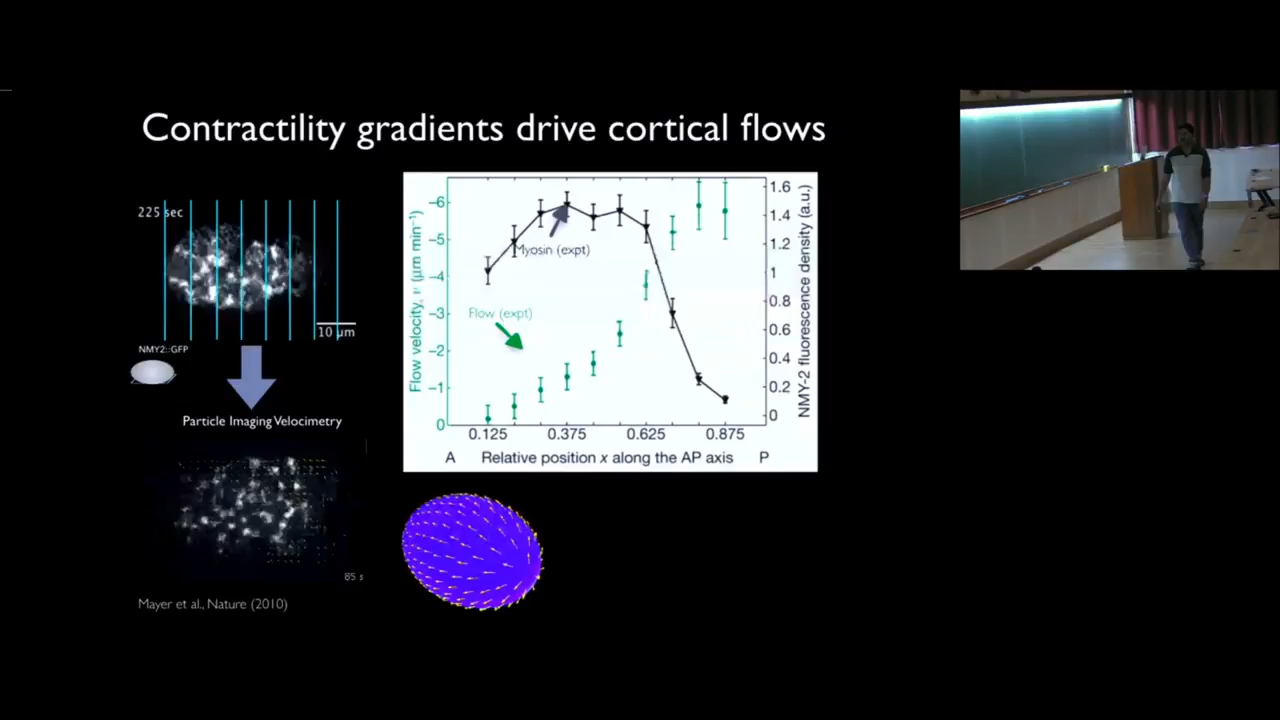 Contractility gradients drive cortical flows
225 sec
10 µm
NMY2::GFP
Particle Imaging Velocimetry
85 s
Mayer et al., Nature (2010)
Flow velocity, v (µm min⁻¹)
–6
–5
–4
–3
–2
–1
0
Myosin (expt)
Flow (expt)
1.6
1.4
1.2
1
0.8
0.6
0.4
0.2
0
NMY-2 fluorescence density (a.u.)
0.125 0.375 0.625 0.875
A Relative position x along the AP axis P